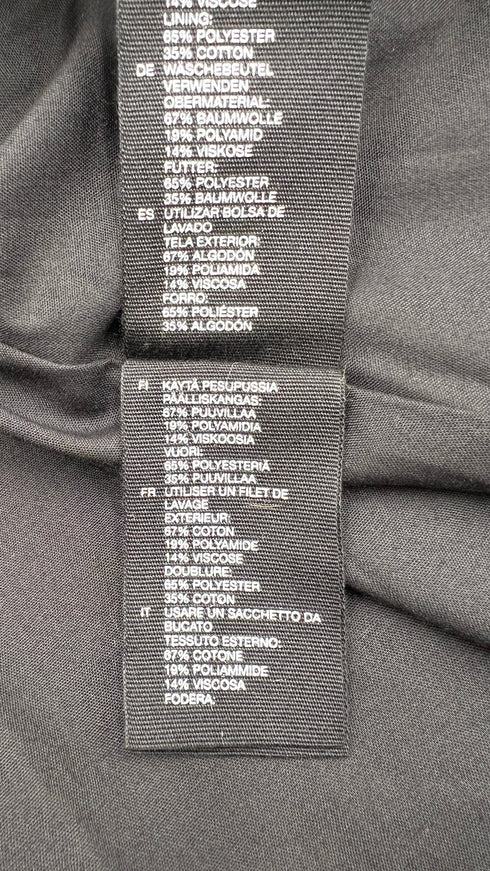 14% VISCOSE
LINING:
65% POLYESTER
35% COTTON
DE WÄSCHEBEUTEL
VERWENDEN
OBERMATERIAL:
67% BAUMWOLLE
19% POLYAMID
14% VISKOSE
FUTTER:
65% POLYESTER
35% BAUMWOLLE
ES UTILIZAR BOLSA DE
LAVADO
TELA EXTERIOR:
67% ALGODÓN
19% POLIAMIDA
14% VISCOSA
FORRO:
65% POLIÉSTER
35% ALGODÓN
FI KÄYTÄ PESUPUSSIA
PÄÄLLISKANGAS:
67% PUUVILLAA
19% POLYAMIDIA
14% VISKOOSIA
VUORI:
65% POLYESTERIÄ
35% PUUVILLAA
FR UTILISER UN FILET DE
LAVAGE
EXTÉRIEUR:
67% COTON
19% POLYAMIDE
14% VISCOSE
DOUBLURE:
65% POLYESTER
35% COTON
IT USARE UN SACCHETTO DA
BUCATO
TESSUTO ESTERNO:
67% COTONE
19% POLIAMMIDE
14% VISCOSA
FODERA: